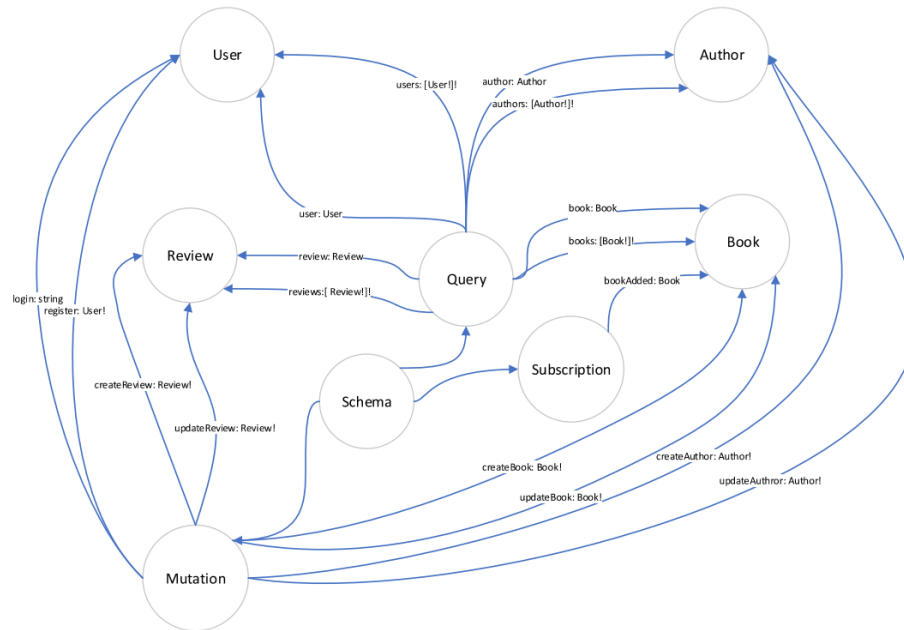 User
Author
users: [User!]!
author: Author
authors: [Author!]!
user: User
book: Book
Review
review: Review
Query
books: [Book!]!
Book
reviews:[ Review!]!
bookAdded: Book
login: string
register: User!
createReview: Review!
Schema
Subscription
updateReview: Review!
createBook: Book!
createAuthor: Author!
updateBook: Book!
updateAuthror: Author!
Mutation